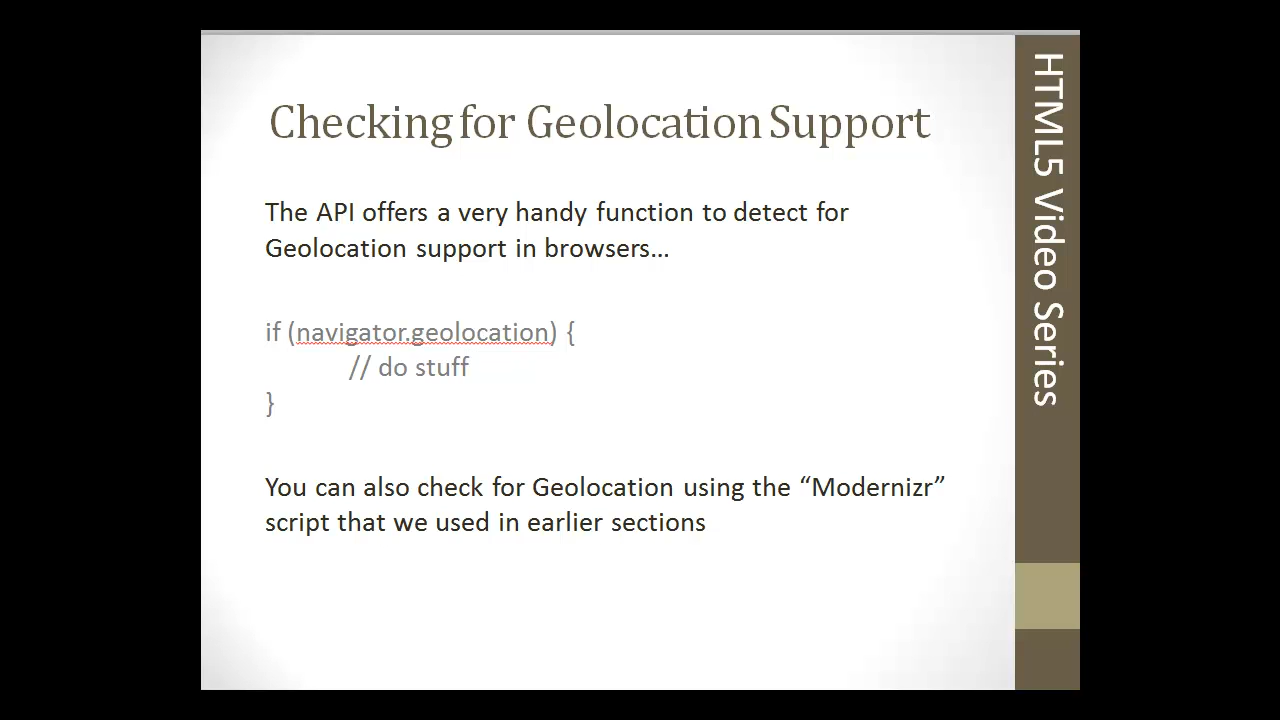 Checking for Geolocation Support
The API offers a very handy function to detect for
Geolocation support in browsers…
if (navigator.geolocation) {
// do stuff
}
You can also check for Geolocation using the “Modernizr”
script that we used in earlier sections
HTML5 Video Series